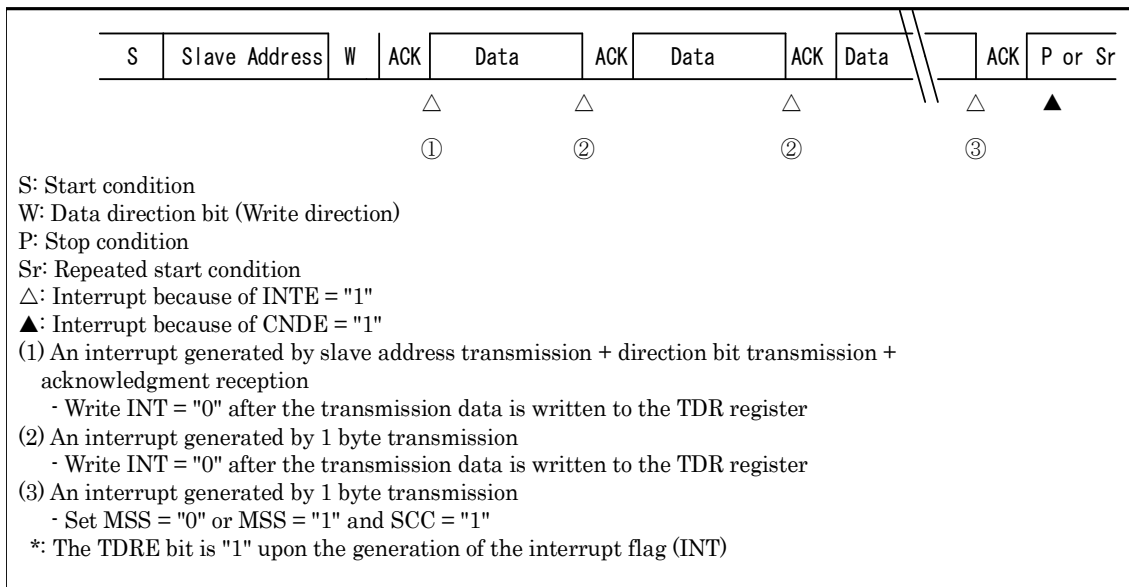 S Slave Address W ACK Data ACK Data ACK Data ACK P or Sr
△ △ △ △ ▲
① ② ② ③
S: Start condition
W: Data direction bit (Write direction)
P: Stop condition
Sr: Repeated start condition
△: Interrupt because of INTE = "1"
▲: Interrupt because of CNDE = "1"
(1) An interrupt generated by slave address transmission + direction bit transmission +
acknowledgment reception
- Write INT = "0" after the transmission data is written to the TDR register
(2) An interrupt generated by 1 byte transmission
- Write INT = "0" after the transmission data is written to the TDR register
(3) An interrupt generated by 1 byte transmission
- Set MSS = "0" or MSS = "1" and SCC = "1"
*: The TDRE bit is "1" upon the generation of the interrupt flag (INT)